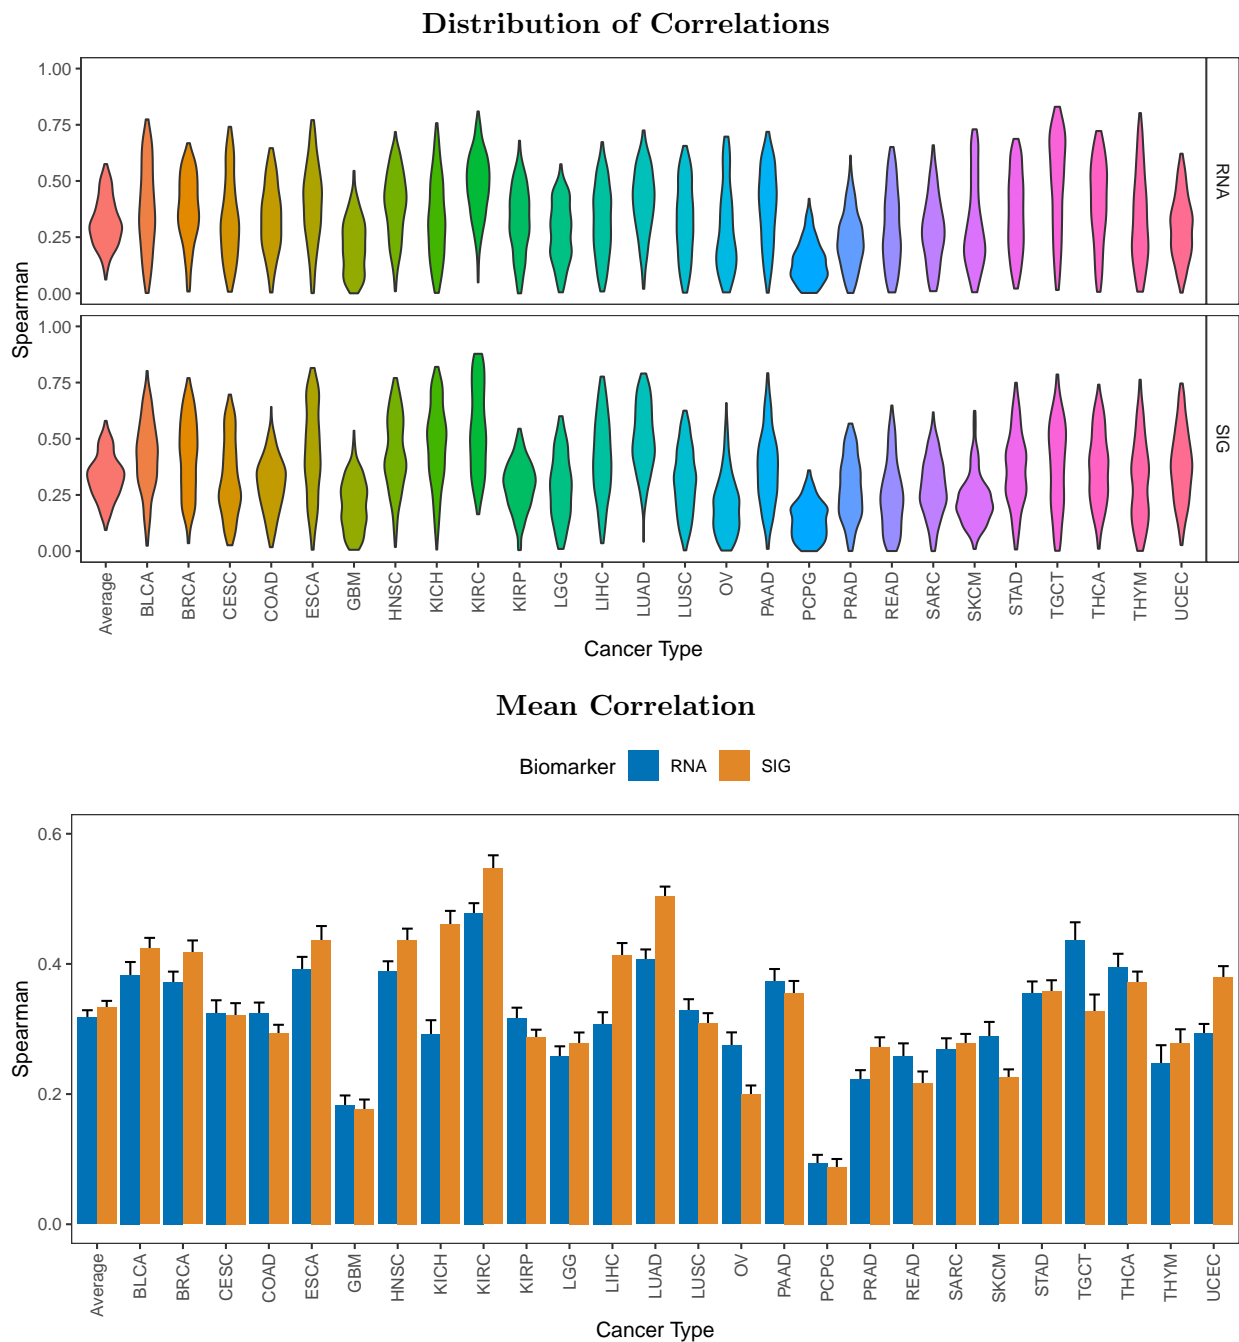 Distribution of Correlations
1.00
0.75
0.50
0.25
0.00
RNA
1.00
0.75
0.50
0.25
0.00
SIG
Spearman
Average BLCA BRCA CESC COAD ESCA GBM HNSC KICH KIRC KIRP LGG LIHC LUAD LUSC OV PAAD PCPG PRAD READ SARC SKCM STAD TGCT THCA THYM UCEC
Cancer Type
Mean Correlation
Biomarker RNA SIG
0.6
0.4
0.2
0.0
Spearman
Average BLCA BRCA CESC COAD ESCA GBM HNSC KICH KIRC KIRP LGG LIHC LUAD LUSC OV PAAD PCPG PRAD READ SARC SKCM STAD TGCT THCA THYM UCEC
Cancer Type